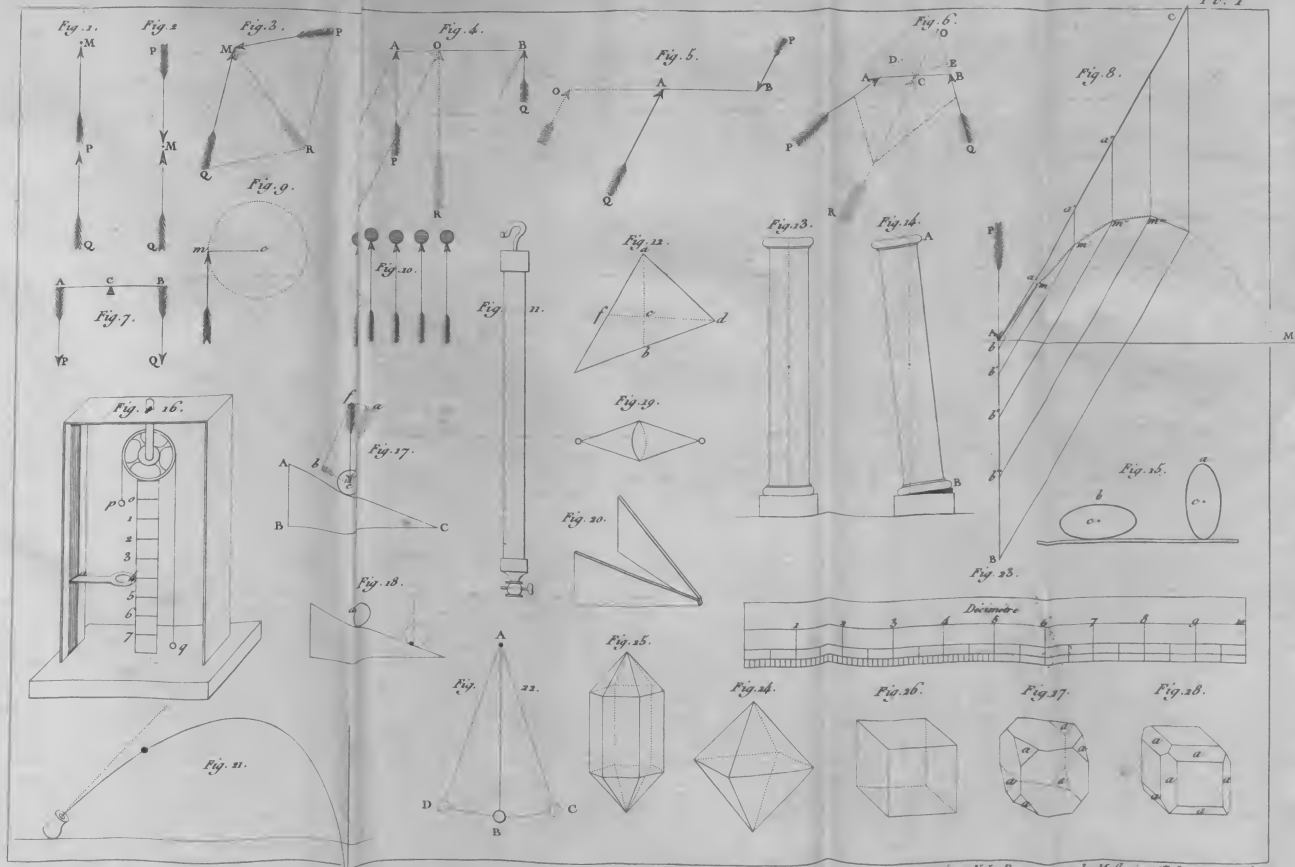 Fig. 1.
M
P
Q
Fig. 2
P
M
Q
Fig. 3.
M
P
Q
R
Fig. 4.
A
O
B
P
Q
R
Fig. 5.
O
A
B
P
Q
Fig. 6.
O
D.
E
A
C
B
P
Q
R
Fig. 8.
C
a
a'
a''
m
m'
P
A
M
b
b'
b''
b'''
B
Fig. 9.
m
c
Fig. 7.
A
C
B
P
Q
Fig. 10.
Fig. 11.
Fig. 12.
a
f
c
d
b
Fig. 13.
Fig. 14.
A
B
Fig. 15.
a
b
c
c
Fig. 16.
p
0
1
2
3
4
5
6
7
q
Fig. 17.
f
a
b
A
c
B
C
Fig. 18.
Fig. 19.
Fig. 20.
Fig. 21.
Fig. 22.
A
D
B
C
Fig. 23.
Décimètre
1 2 3 4 5 6 7 8 9 10
Fig. 25.
Fig. 24.
Fig. 26.
Fig. 27.
a
a
a
a
a
a
Fig. 28.
a
a
a
a
a
a
a